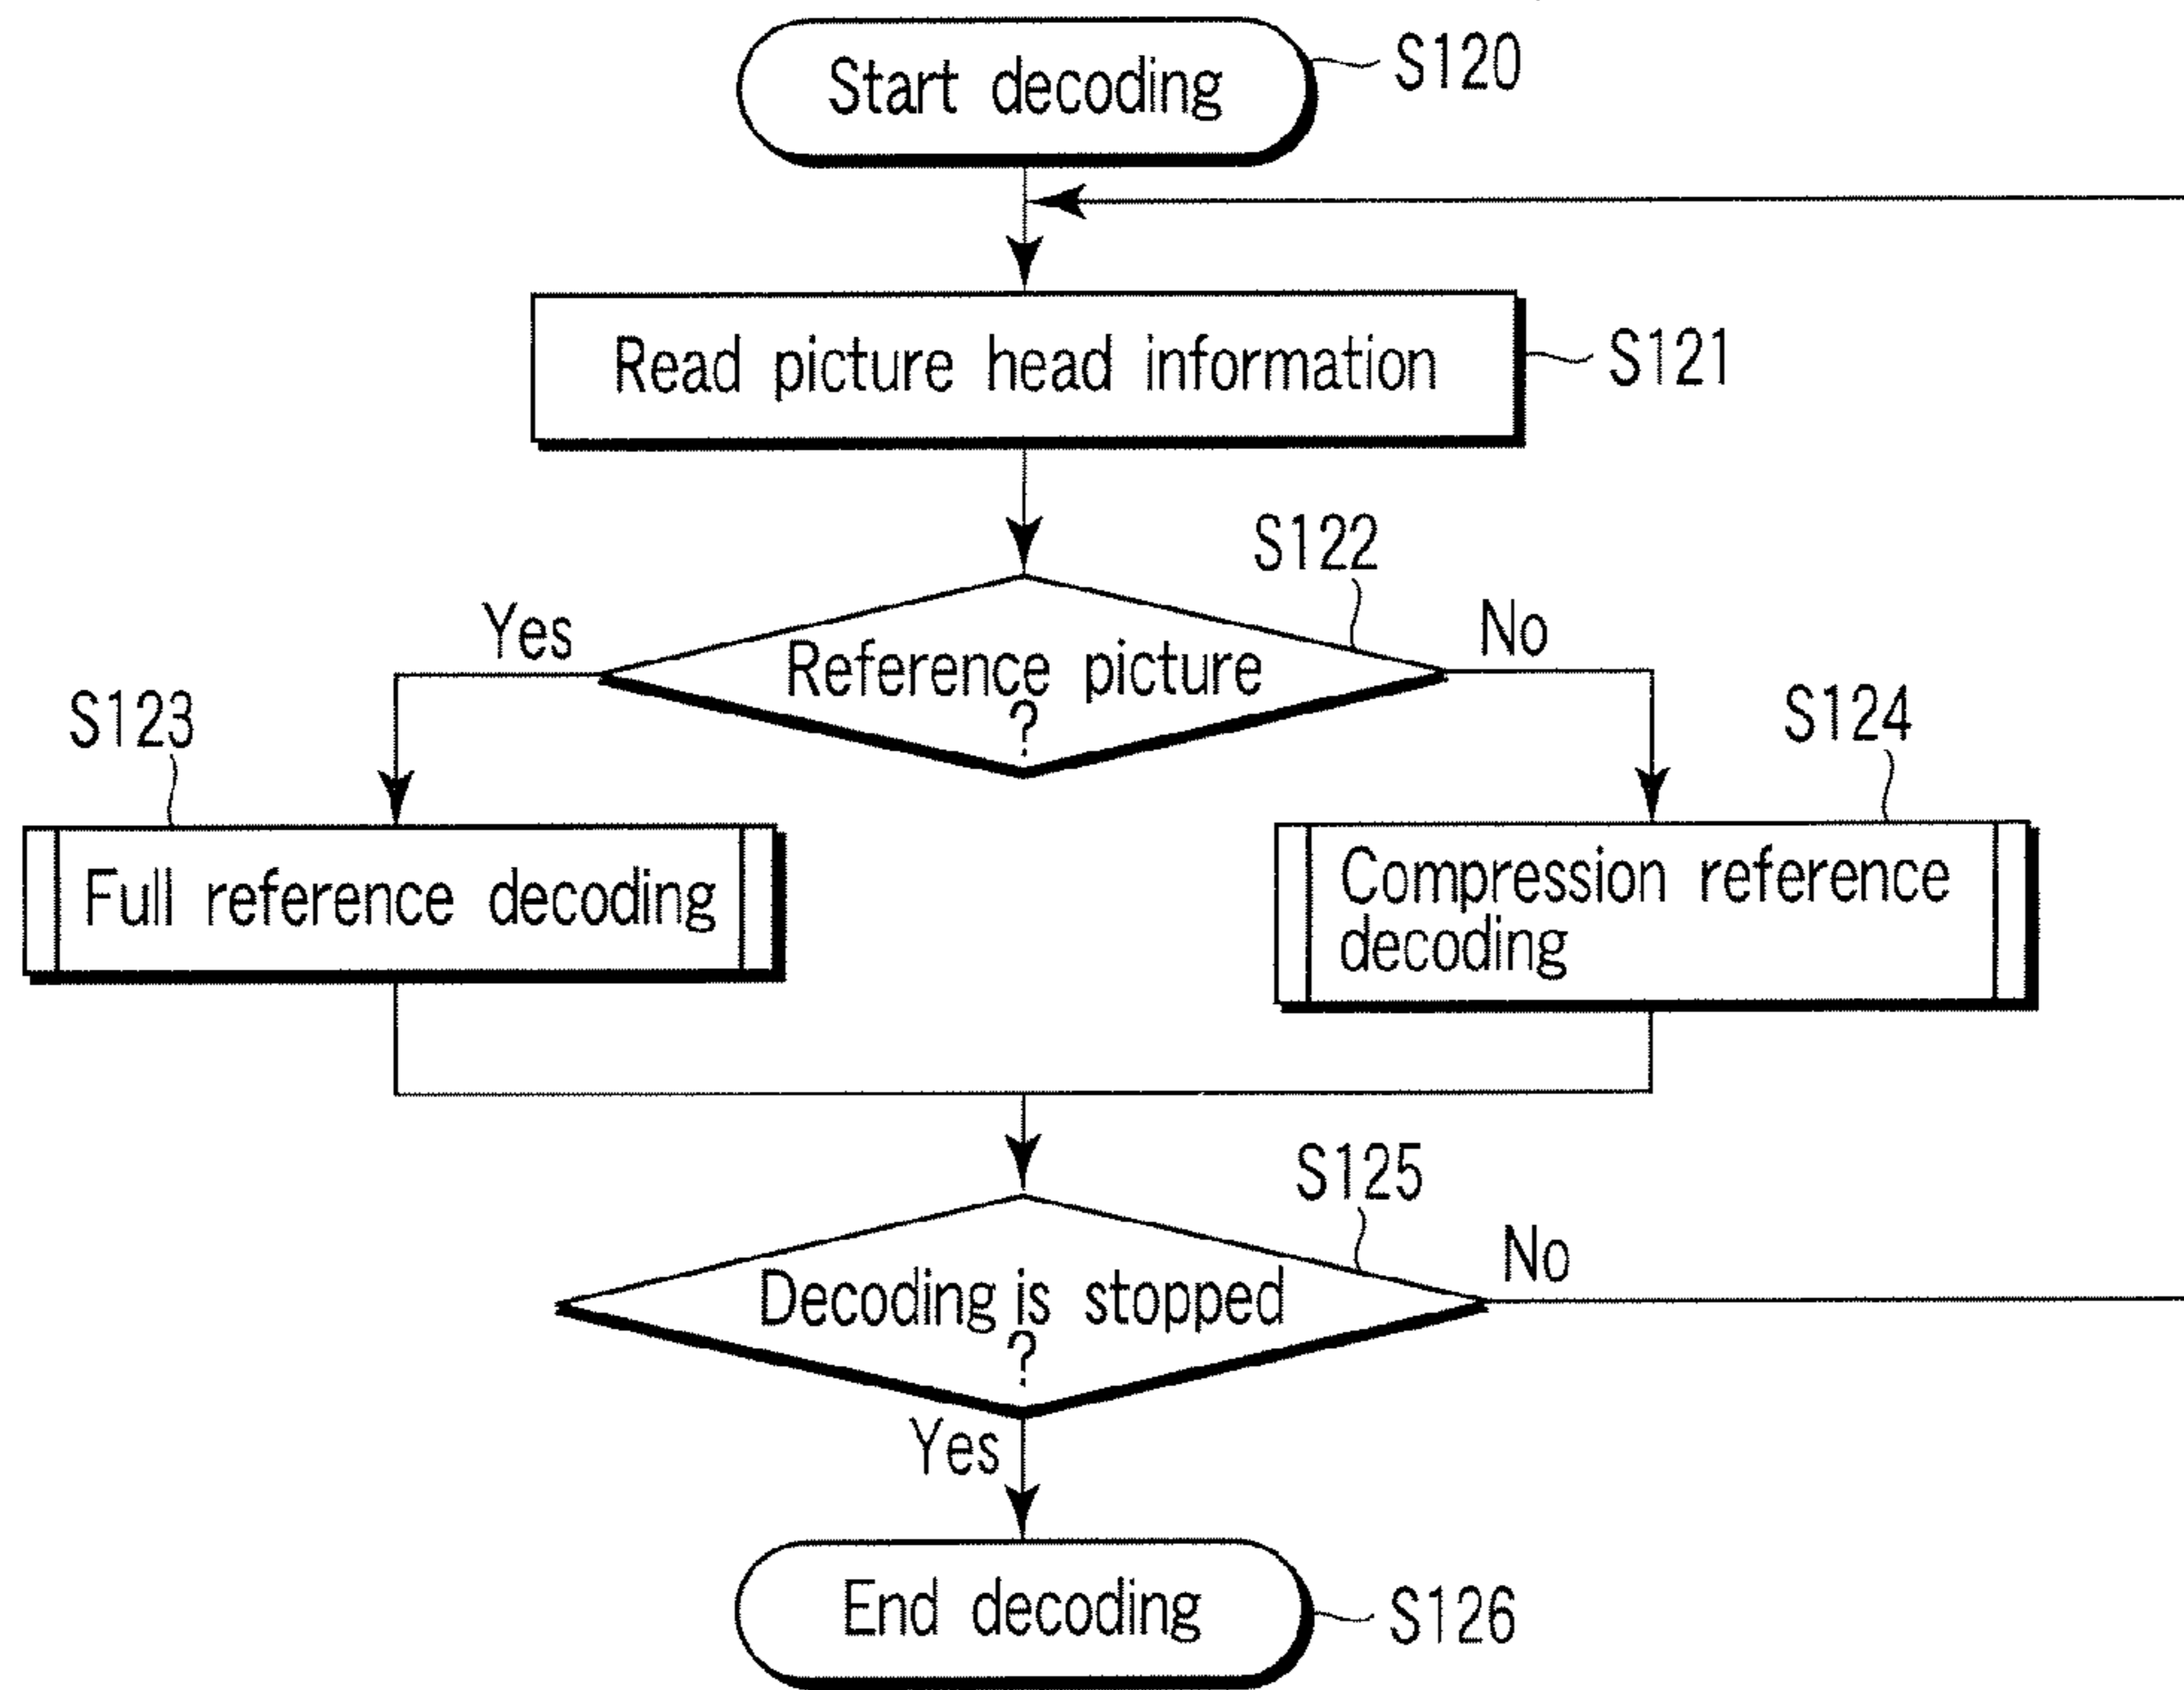 Start decoding
S120
Read picture head information
S121
S122
Yes
No
Reference picture
?
S123
S124
Full reference decoding
Compression reference
decoding
S125
No
Decoding is stopped
?
Yes
End decoding
S126